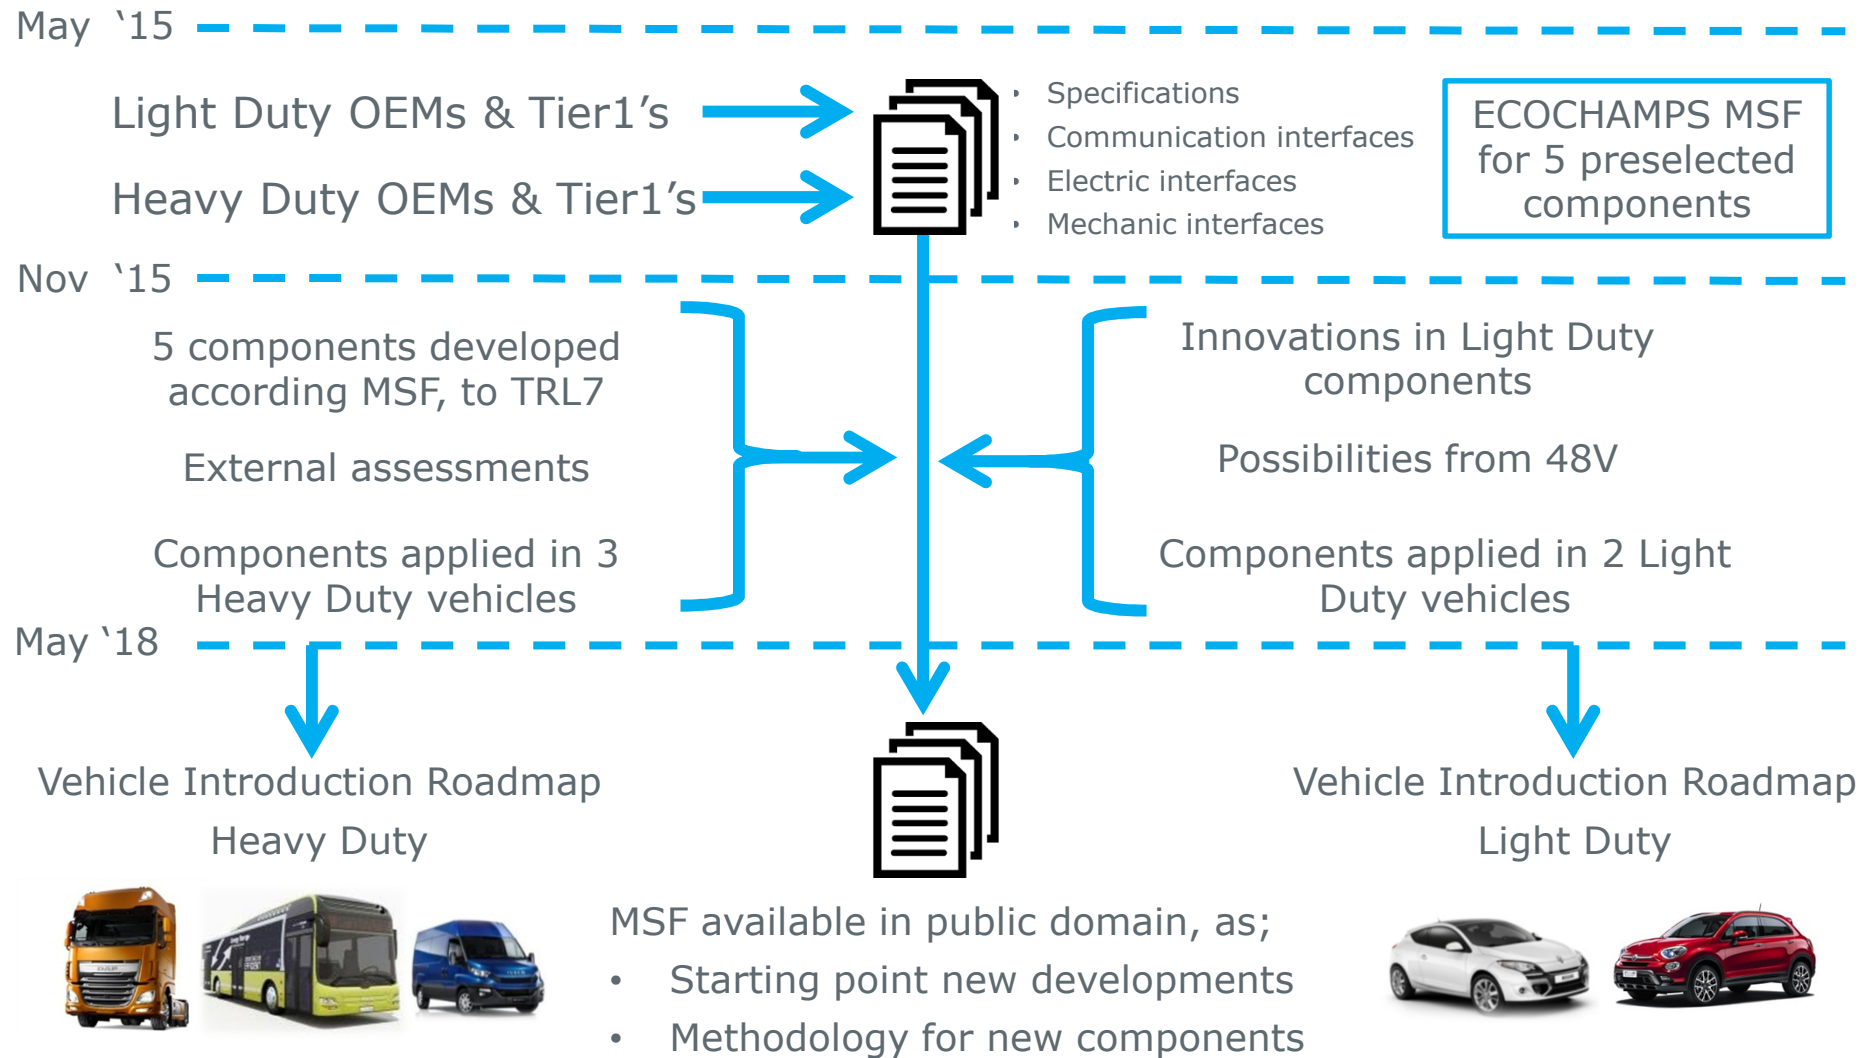 May ‘15
Light Duty OEMs & Tier1’s
Heavy Duty OEMs & Tier1’s
• Specifications
• Communication interfaces
• Electric interfaces
• Mechanic interfaces
ECOCHAMPS MSF
for 5 preselected
components
Nov ‘15
5 components developed
according MSF, to TRL7
External assessments
Components applied in 3
Heavy Duty vehicles
Innovations in Light Duty
components
Possibilities from 48V
Components applied in 2 Light
Duty vehicles
May ‘18
Vehicle Introduction Roadmap
Heavy Duty
Vehicle Introduction Roadmap
Light Duty
DAF
MSF available in public domain, as;
• Starting point new developments
• Methodology for new components